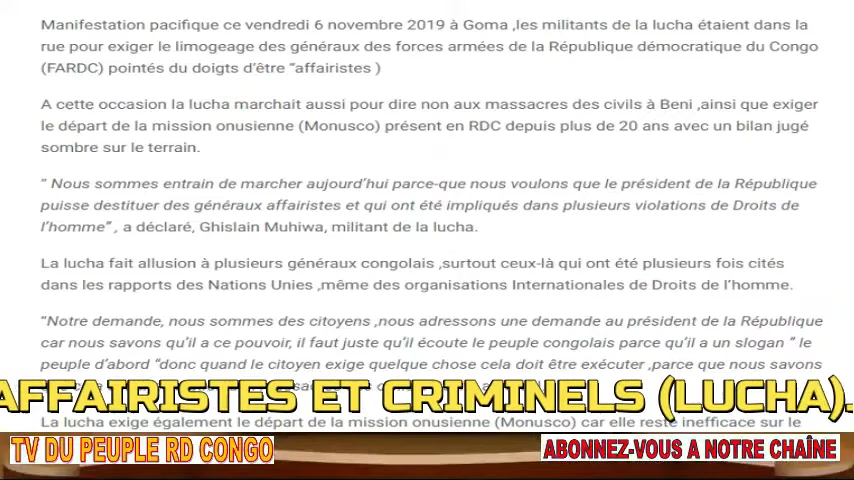 Manifestation pacifique ce vendredi 6 novembre 2019 à Goma ,les militants de la lucha étaient dans la
rue pour exiger le limogeage des généraux des forces armées de la République démocratique du Congo
(FARDC) pointés du doigts d'être "affairistes )
A cette occasion la lucha marchait aussi pour dire non aux massacres des civils à Beni ,ainsi que exiger
le départ de la mission onusienne (Monusco) présent en RDC depuis plus de 20 ans avec un bilan jugé
sombre sur le terrain.
" Nous sommes entrain de marcher aujourd'hui parce-que nous voulons que le président de la République
puisse destituer des généraux affairistes et qui ont été impliqués dans plusieurs violations de Droits de
l'homme" , a déclaré, Ghislain Muhiwa, militant de la lucha.
La lucha fait allusion à plusieurs généraux congolais ,surtout ceux-là qui ont été plusieurs fois cités
dans les rapports des Nations Unies ,même des organisations Internationales de Droits de l'homme.
"Notre demande, nous sommes des citoyens ,nous adressons une demande au président de la République
car nous savons qu'il a ce pouvoir, il faut juste qu'il écoute le peuple congolais parce qu'il a un slogan " le
peuple d'abord "donc quand le citoyen exige quelque chose cela doit être exécuter ,parce que nous savons
AFFAIRISTES ET CRIMINELS (LUCHA).
La lucha exige également le départ de la mission onusienne (Monusco) car elle reste inefficace sur le
TV DU PEUPLE RD CONGO
ABONNEZ-VOUS A NOTRE CHAÎNE